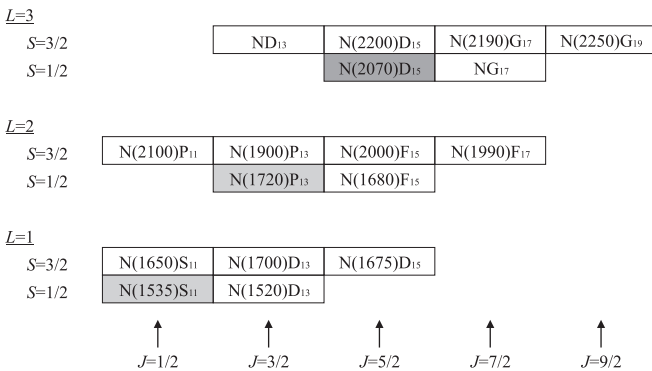 L=3
S=3/2 ND₁₃ N(2200)D₁₅ N(2190)G₁₇ N(2250)G₁₉
S=1/2 N(2070)D₁₅ NG₁₇
L=2
S=3/2 N(2100)P₁₁ N(1900)P₁₃ N(2000)F₁₅ N(1990)F₁₇
S=1/2 N(1720)P₁₃ N(1680)F₁₅
L=1
S=3/2 N(1650)S₁₁ N(1700)D₁₃ N(1675)D₁₅
S=1/2 N(1535)S₁₁ N(1520)D₁₃
J=1/2 J=3/2 J=5/2 J=7/2 J=9/2